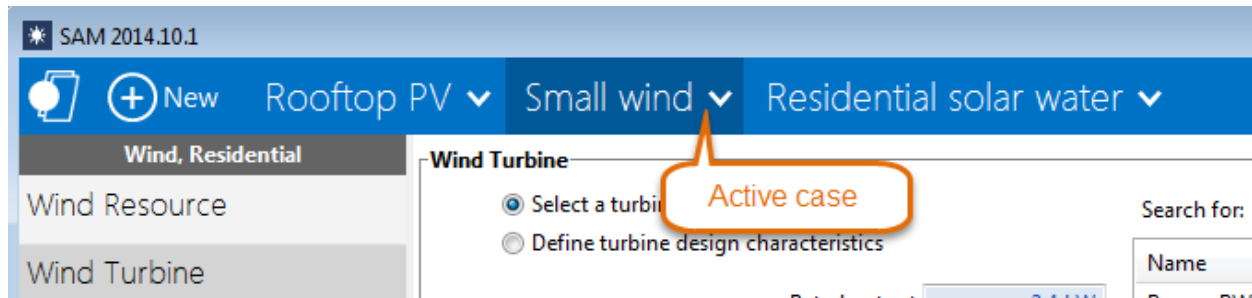 SAM 2014.10.1
New
Rooftop PV
Small wind
Residential solar water
Wind, Residential
Wind Turbine
Wind Resource
Select a turbi
Active case
Search for:
Define turbine design characteristics
Name
Wind Turbine